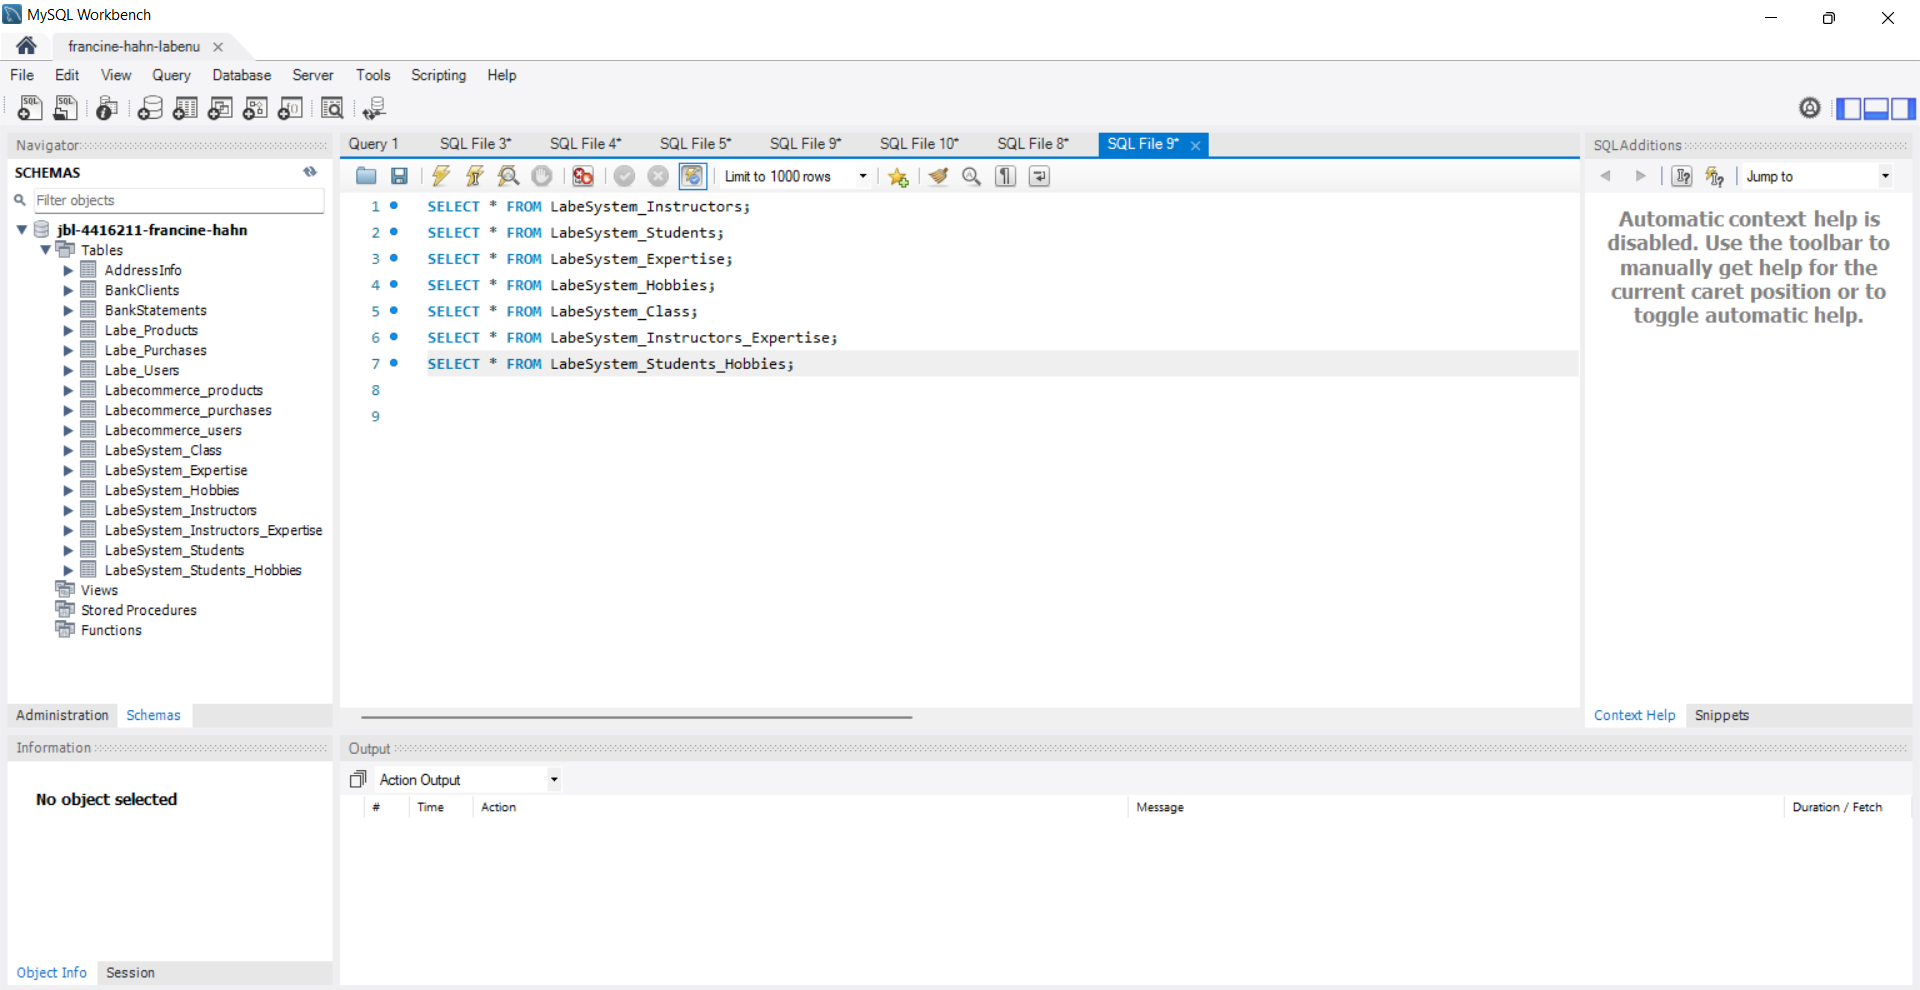 MySQL Workbench
francine-hahn-labenu
File Edit View Query Database Server Tools Scripting Help
Navigator
SCHEMAS
Filter objects
jbl-4416211-francine-hahn
Tables
AddressInfo
BankClients
BankStatements
Labe_Products
Labe_Purchases
Labe_Users
Labecommerce_products
Labecommerce_purchases
Labecommerce_users
LabeSystem_Class
LabeSystem_Expertise
LabeSystem_Hobbies
LabeSystem_Instructors
LabeSystem_Instructors_Expertise
LabeSystem_Students
LabeSystem_Students_Hobbies
Views
Stored Procedures
Functions
Administration Schemas
Information
No object selected
Object Info Session
Query 1 SQL File 3* SQL File 4* SQL File 5* SQL File 9* SQL File 10* SQL File 8* SQL File 9*
Limit to 1000 rows
1 SELECT * FROM LabeSystem_Instructors;
2 SELECT * FROM LabeSystem_Students;
3 SELECT * FROM LabeSystem_Expertise;
4 SELECT * FROM LabeSystem_Hobbies;
5 SELECT * FROM LabeSystem_Class;
6 SELECT * FROM LabeSystem_Instructors_Expertise;
7 SELECT * FROM LabeSystem_Students_Hobbies;
8
9
SQLAdditions
Jump to
Automatic context help is
disabled. Use the toolbar to
manually get help for the
current caret position or to
toggle automatic help.
Context Help Snippets
Output
Action Output
# Time Action Message Duration / Fetch